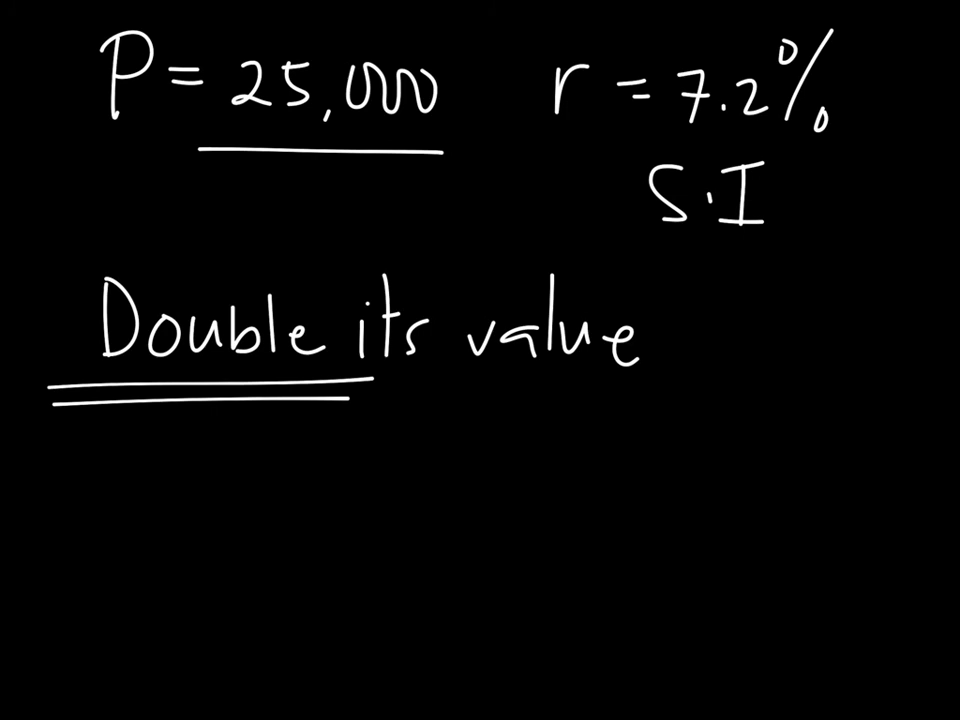 P = 25,000 r = 7.2%
S.I
Double its value